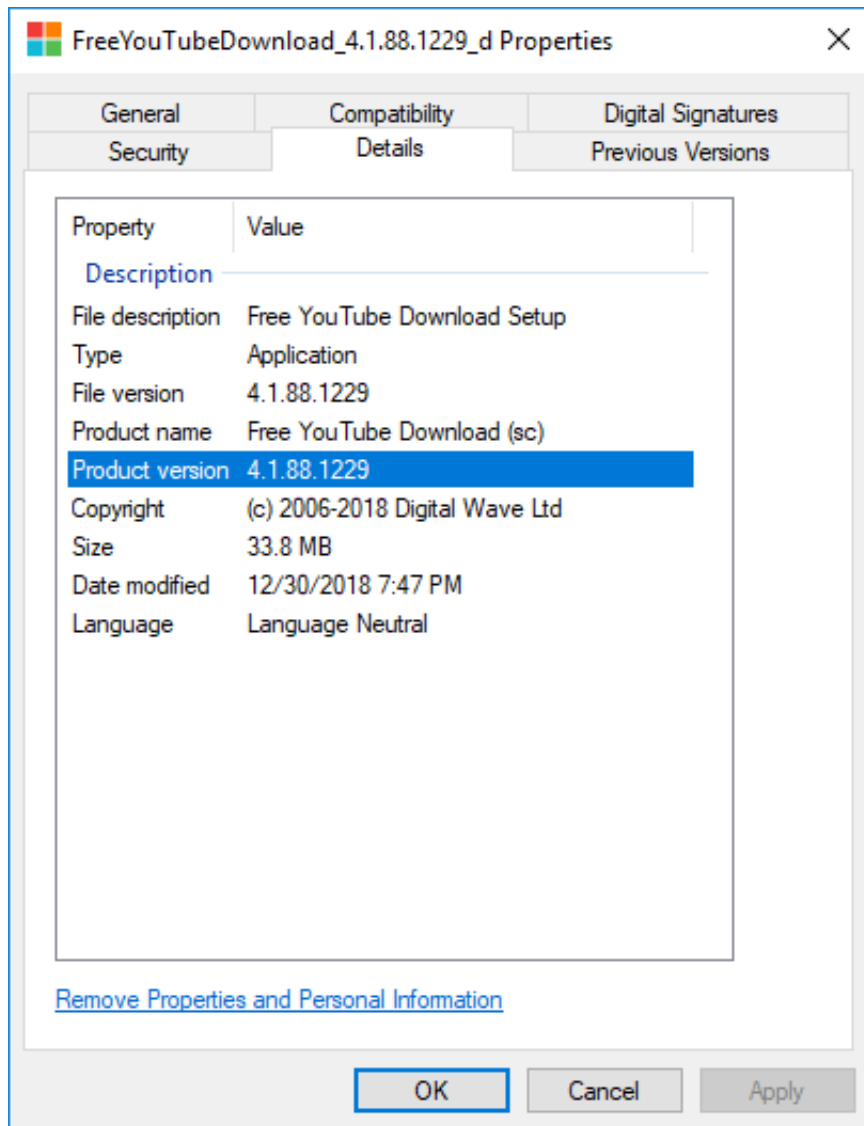 FreeYouTubeDownload_4.1.88.1229_d Properties
General Compatibility Digital Signatures
Security Details Previous Versions
Property Value
Description
File description Free YouTube Download Setup
Type Application
File version 4.1.88.1229
Product name Free YouTube Download (sc)
Product version 4.1.88.1229
Copyright (c) 2006-2018 Digital Wave Ltd
Size 33.8 MB
Date modified 12/30/2018 7:47 PM
Language Language Neutral
Remove Properties and Personal Information
OK Cancel Apply